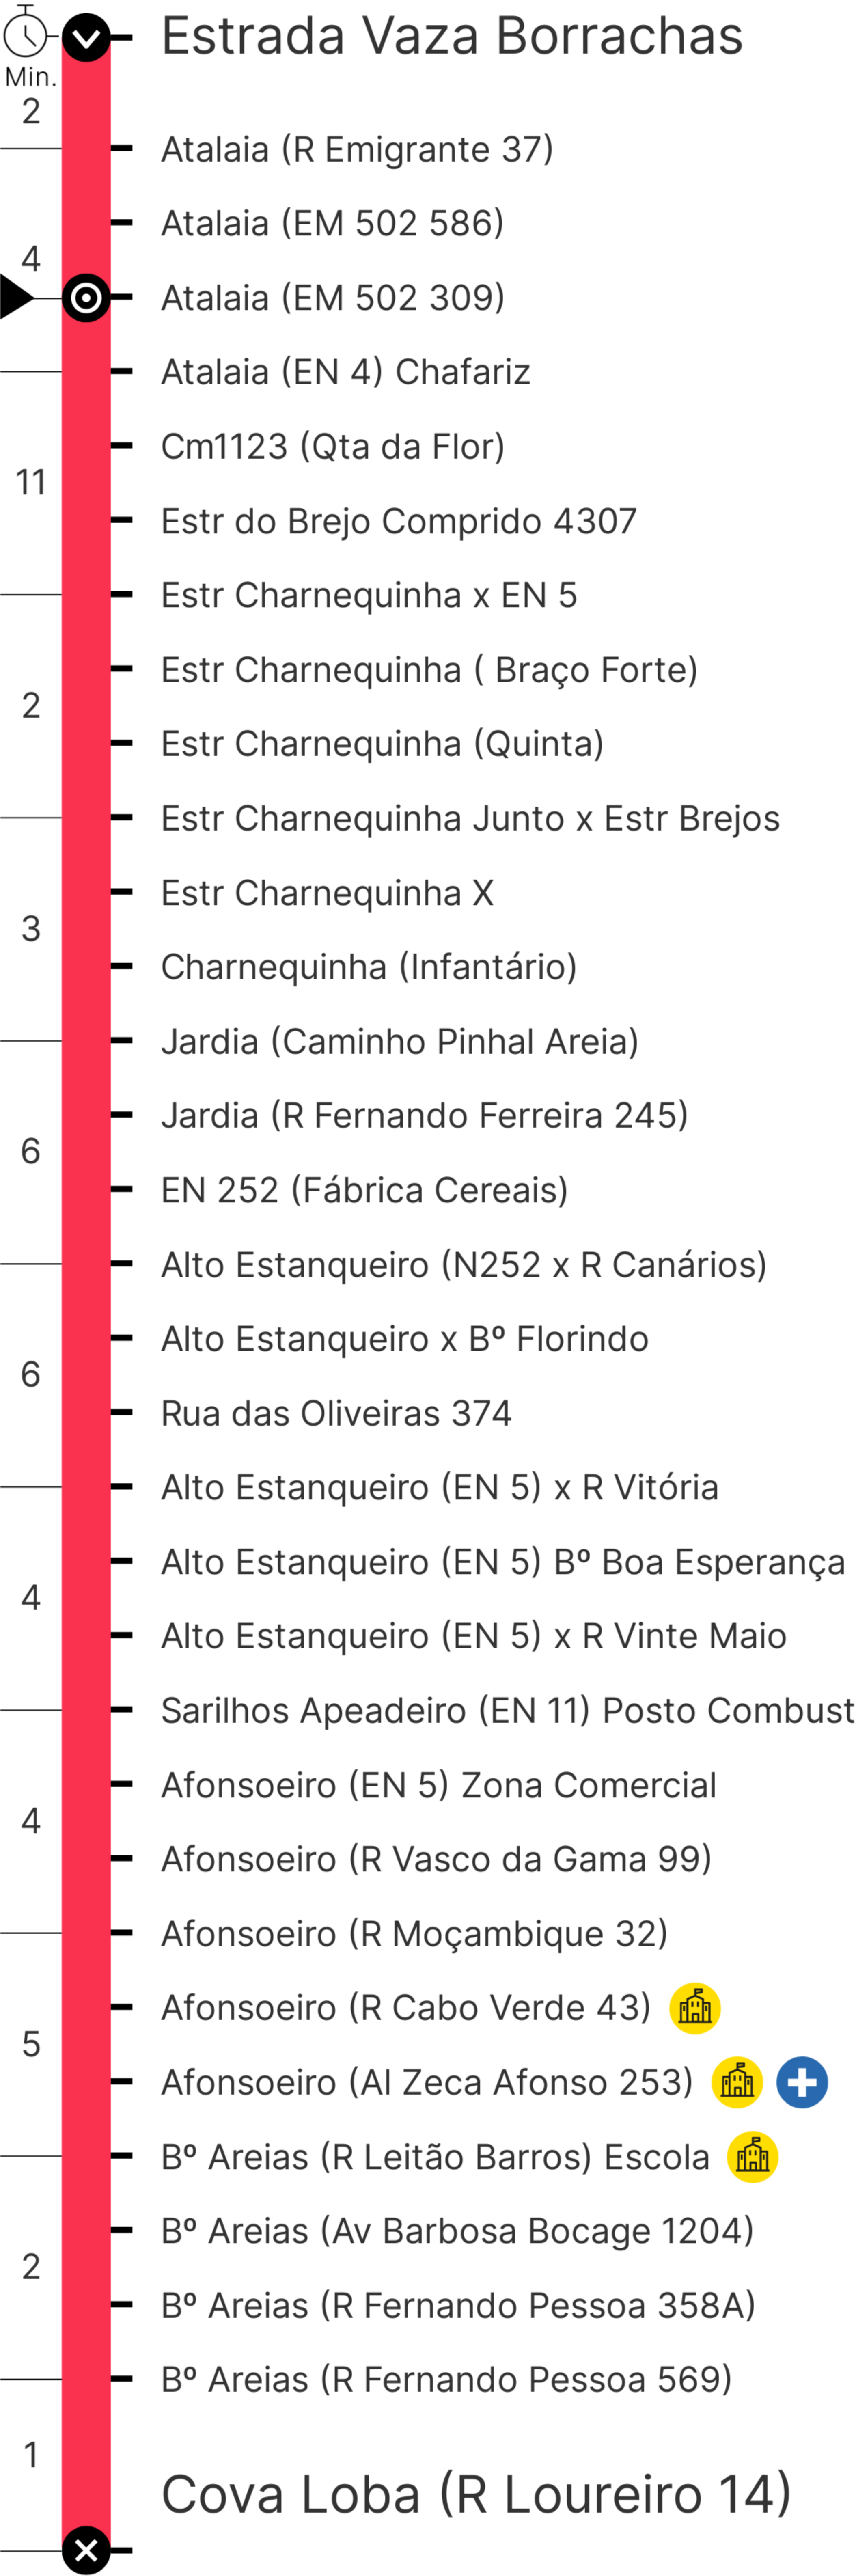 Estrada Vaza Borrachas
Min.
2
Atalaia (R Emigrante 37)
Atalaia (EM 502 586)
4
Atalaia (EM 502 309)
Atalaia (EN 4) Chafariz
Cm1123 (Qta da Flor)
11
Estr do Brejo Comprido 4307
Estr Charnequinha x EN 5
Estr Charnequinha ( Braço Forte)
2
Estr Charnequinha (Quinta)
Estr Charnequinha Junto x Estr Brejos
Estr Charnequinha X
3
Charnequinha (Infantário)
Jardia (Caminho Pinhal Areia)
Jardia (R Fernando Ferreira 245)
6
EN 252 (Fábrica Cereais)
Alto Estanqueiro (N252 x R Canários)
Alto Estanqueiro x Bº Florindo
6
Rua das Oliveiras 374
Alto Estanqueiro (EN 5) x R Vitória
Alto Estanqueiro (EN 5) Bº Boa Esperança
4
Alto Estanqueiro (EN 5) x R Vinte Maio
Sarilhos Apeadeiro (EN 11) Posto Combust
Afonsoeiro (EN 5) Zona Comercial
4
Afonsoeiro (R Vasco da Gama 99)
Afonsoeiro (R Moçambique 32)
Afonsoeiro (R Cabo Verde 43)
5
Afonsoeiro (Al Zeca Afonso 253)
Bº Areias (R Leitão Barros) Escola
Bº Areias (Av Barbosa Bocage 1204)
2
Bº Areias (R Fernando Pessoa 358A)
Bº Areias (R Fernando Pessoa 569)
1
Cova Loba (R Loureiro 14)